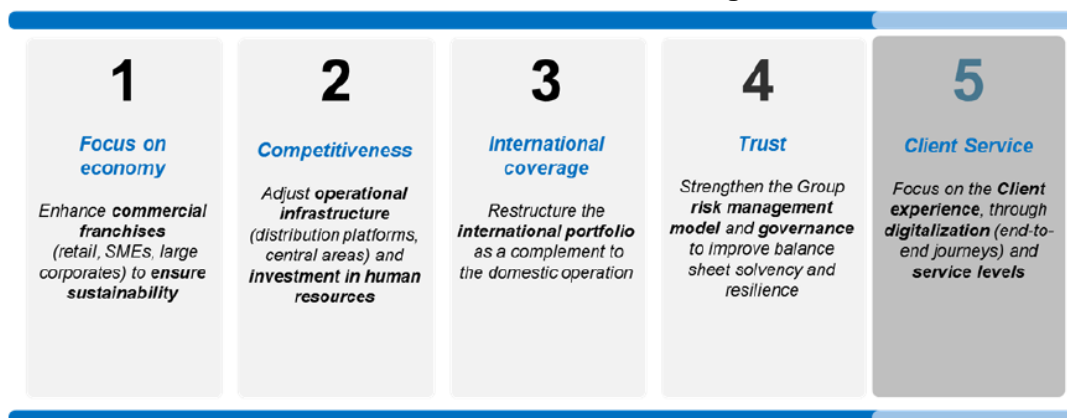 1
Focus on
economy
Enhance commercial
franchises
(retail, SMEs, large
corporates) to ensure
sustainability
2
Competitiveness
Adjust operational
infrastructure
(distribution platforms,
central areas) and
investment in human
resources
3
International
coverage
Restructure the
international portfolio
as a complement to
the domestic operation
4
Trust
Strengthen the Group
risk management
model and governance
to improve balance
sheet solvency and
resilience
5
Client Service
Focus on the Client
experience, through
digitalization (end-to-
end journeys) and
service levels